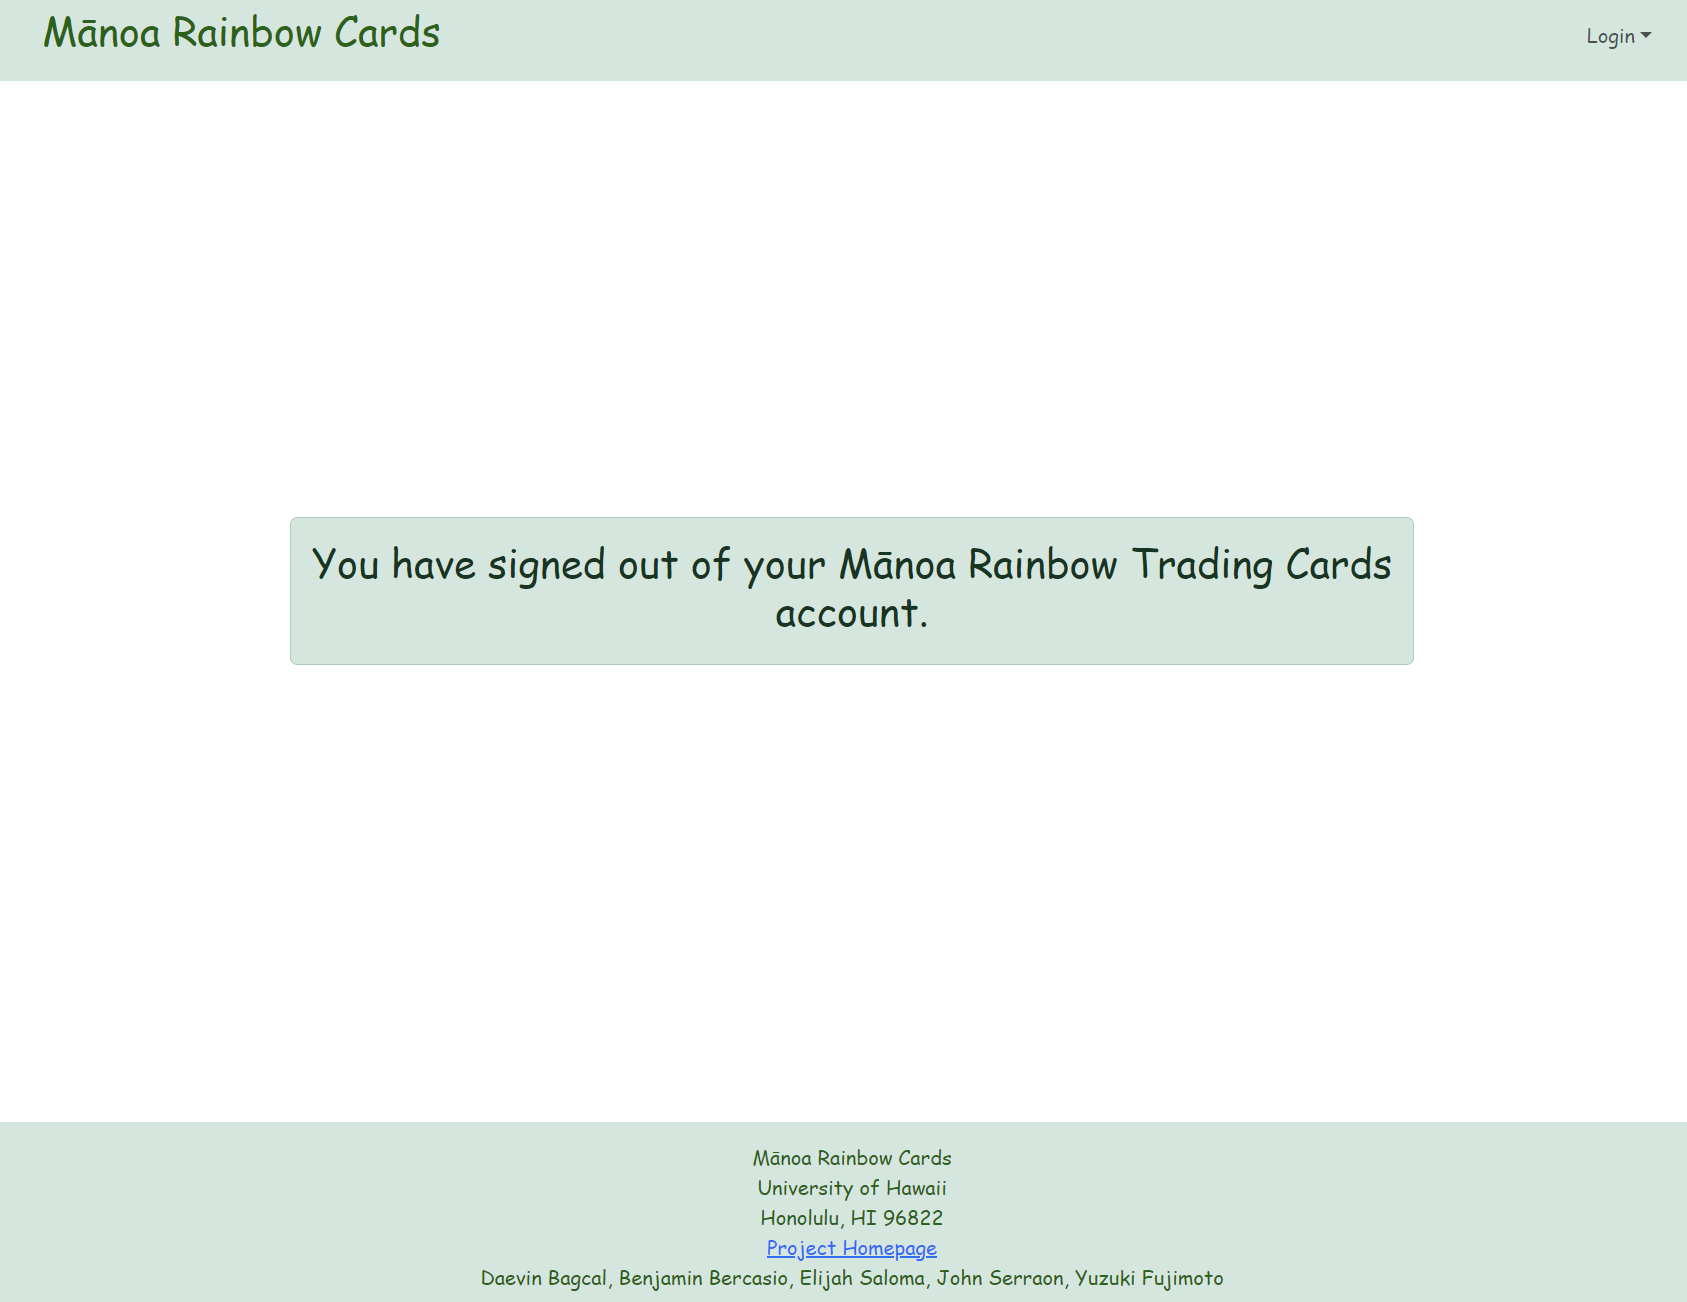 Mānoa Rainbow Cards
Login
You have signed out of your Mānoa Rainbow Trading Cards
account.
Mānoa Rainbow Cards
University of Hawaii
Honolulu, HI 96822
Project Homepage
Daevin Bagcal, Benjamin Bercasio, Elijah Saloma, John Serraon, Yuzuki Fujimoto